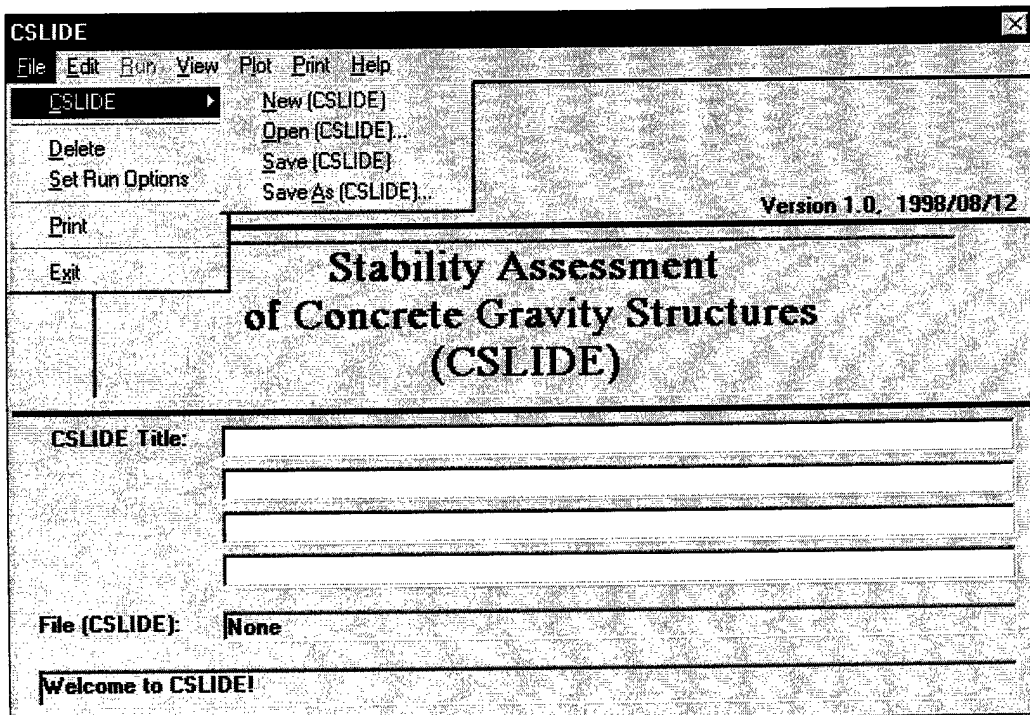 CSLIDE
File Edit Run View Plot Print Help
CSLIDE
New (CSLIDE)
Open (CSLIDE)...
Save (CSLIDE)
Save As (CSLIDE)...
Delete
Set Run Options
Print
Exit
Version 1.0, 1998/08/12
Stability Assessment
of Concrete Gravity Structures
(CSLIDE)
CSLIDE Title:
File (CSLIDE): None
Welcome to CSLIDE!